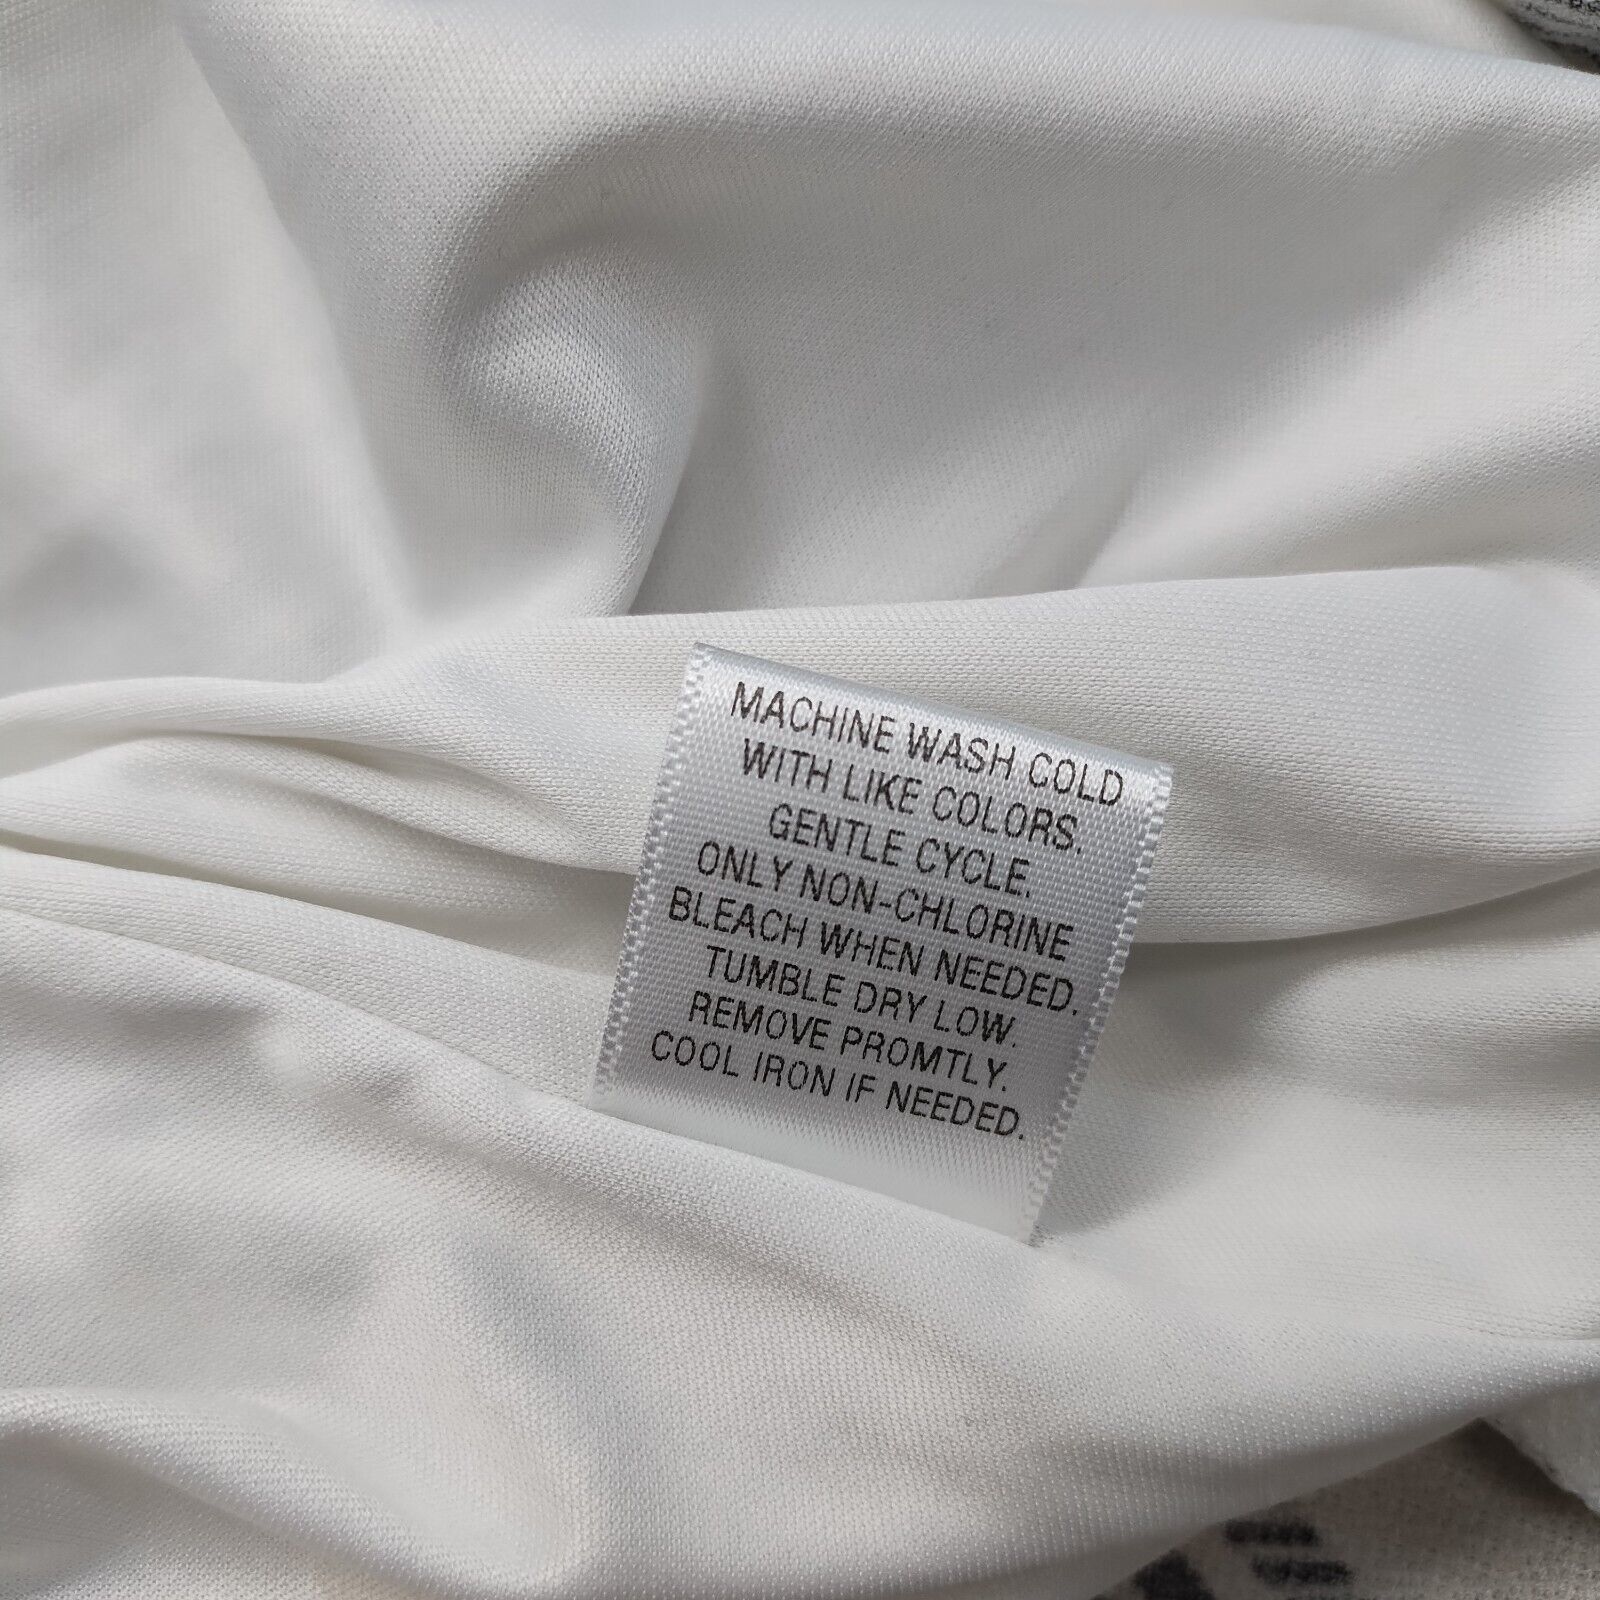 MACHINE WASH COLD
WITH LIKE COLORS.
GENTLE CYCLE.
ONLY NON-CHLORINE
BLEACH WHEN NEEDED.
TUMBLE DRY LOW.
REMOVE PROMTLY.
COOL IRON IF NEEDED.